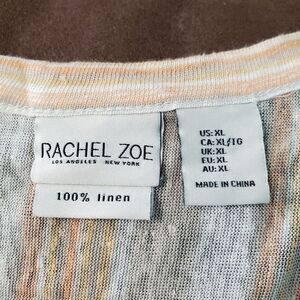 RACHEL ZOE
LOS ANGELES NEW YORK
100% linen
US: XL
CA: XL/TG
UK: XL
EU: XL
AU: XL
MADE IN CHINA